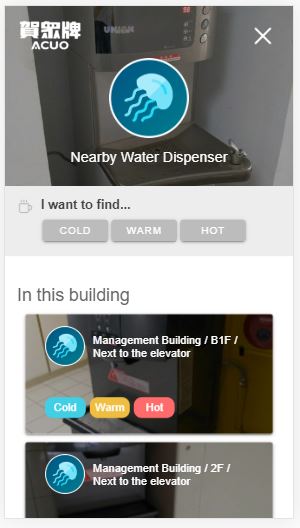 賀眾牌
ACUO
UNION
Nearby Water Dispenser
I want to find...
COLD WARM HOT
In this building
Management Building / B1F /
Next to the elevator
Cold Warm Hot
Management Building / 2F /
Next to the elevator